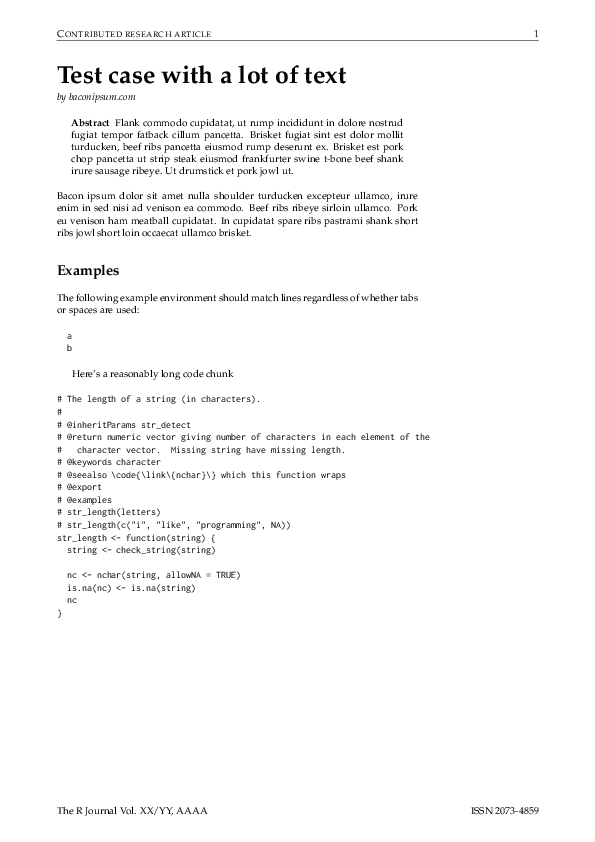 CONTRIBUTED RESEARCH ARTICLE 1
Test case with a lot of text
by baconipsum.com
Abstract Flank commodo cupidatat, ut rump incididunt in dolore nostrud
fugiat tempor fatback cillum pancetta. Brisket fugiat sint est dolor mollit
turducken, beef ribs pancetta eiusmod rump deserunt ex. Brisket est pork
chop pancetta ut strip steak eiusmod frankfurter swine t-bone beef shank
irure sausage ribeye. Ut drumstick et pork jowl ut.
Bacon ipsum dolor sit amet nulla shoulder turducken excepteur ullamco, irure
enim in sed nisi ad venison ea commodo. Beef ribs ribeye sirloin ullamco. Pork
eu venison ham meatball cupidatat. In cupidatat spare ribs pastrami shank short
ribs jowl short loin occaecat ullamco brisket.
Examples
The following example environment should match lines regardless of whether tabs
or spaces are used:
a
b
Here's a reasonably long code chunk
# The length of a string (in characters).
#
# @inheritParams str_detect
# @return numeric vector giving number of characters in each element of the
#   character vector.  Missing string have missing length.
# @keywords character
# @seealso \code{\link\{nchar}\} which this function wraps
# @export
# @examples
# str_length(letters)
# str_length(c("i", "like", "programming", NA))
str_length <- function(string) {
  string <- check_string(string)
  nc <- nchar(string, allowNA = TRUE)
  is.na(nc) <- is.na(string)
  nc
}
The R Journal Vol. XX/YY, AAAA ISSN 2073-4859